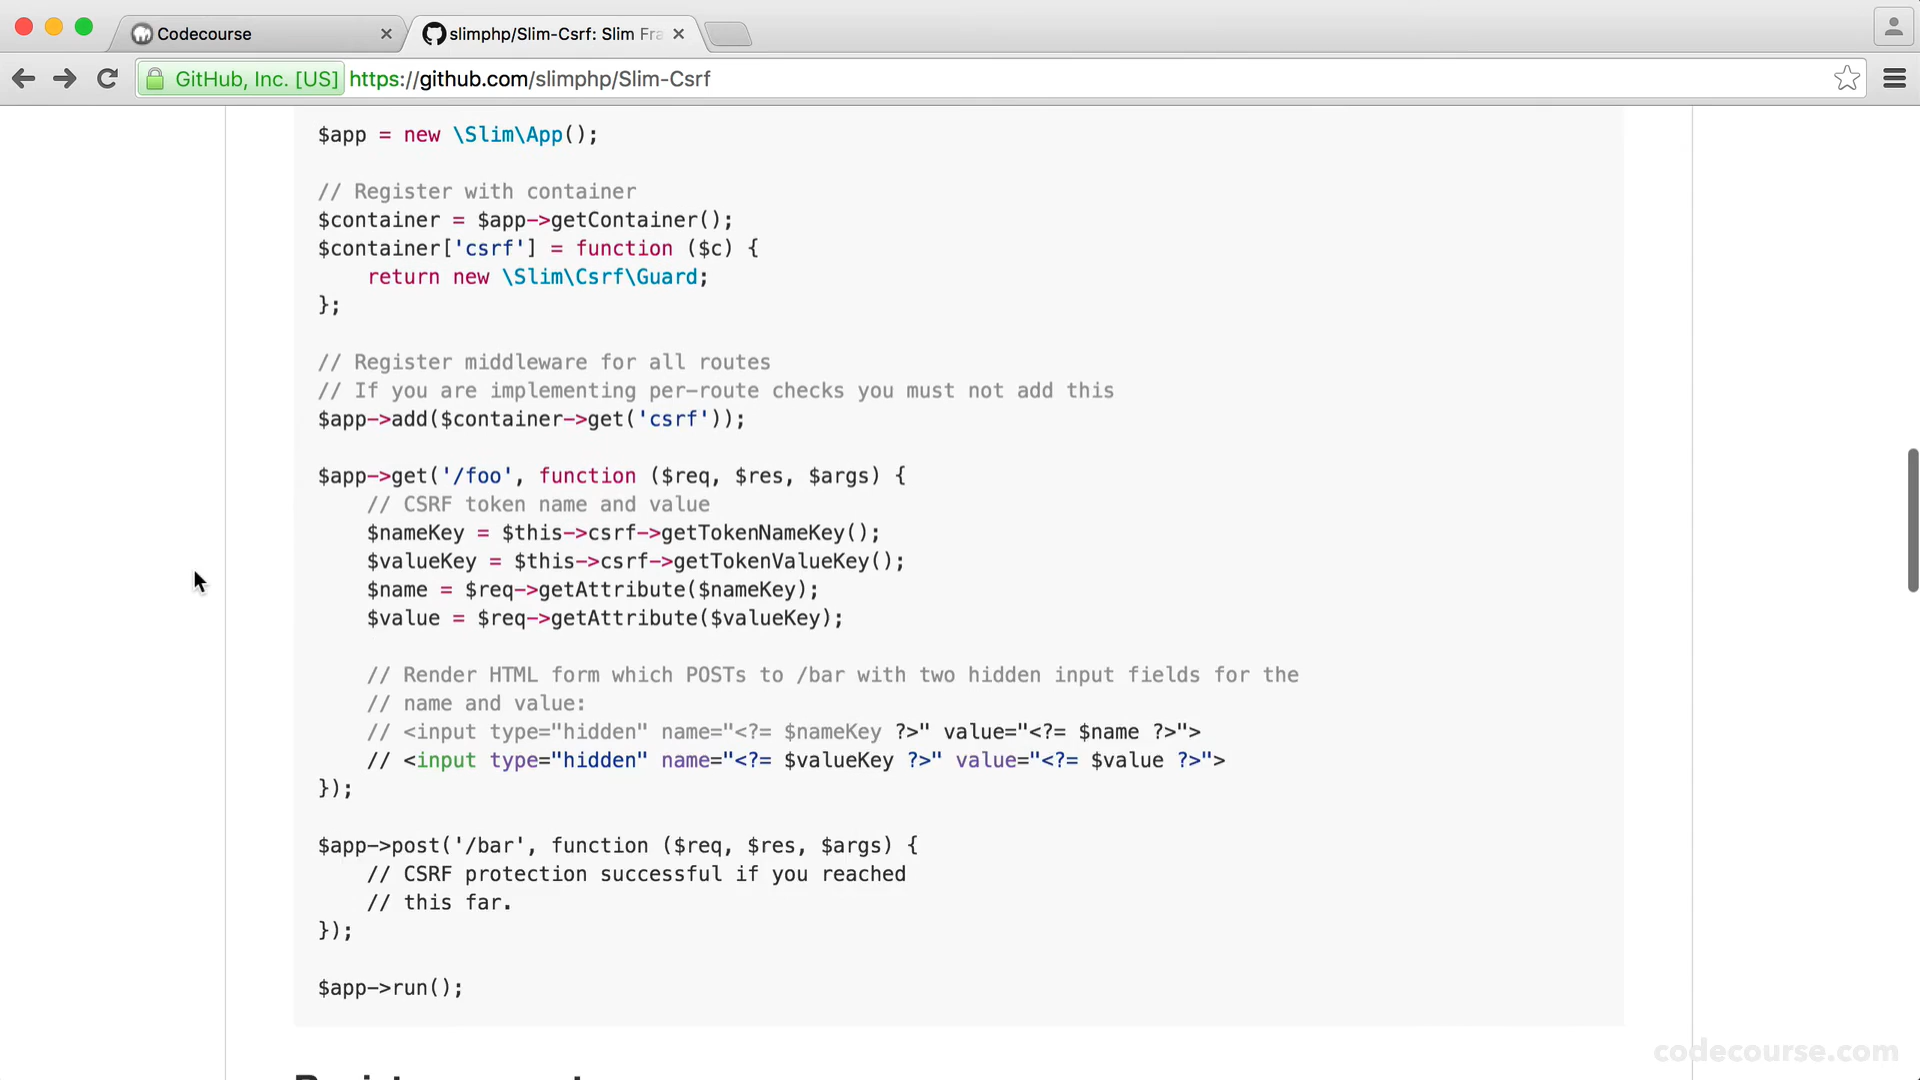 Codecourse
slimphp/Slim-Csrf: Slim Fra
GitHub, Inc. [US] https://github.com/slimphp/Slim-Csrf
$app = new \Slim\App();
// Register with container
$container = $app->getContainer();
$container['csrf'] = function ($c) {
return new \Slim\Csrf\Guard;
};
// Register middleware for all routes
// If you are implementing per-route checks you must not add this
$app->add($container->get('csrf'));
$app->get('/foo', function ($req, $res, $args) {
// CSRF token name and value
$nameKey = $this->csrf->getTokenNameKey();
$valueKey = $this->csrf->getTokenValueKey();
$name = $req->getAttribute($nameKey);
$value = $req->getAttribute($valueKey);
// Render HTML form which POSTs to /bar with two hidden input fields for the
// name and value:
// <input type="hidden" name="<?= $nameKey ?>" value="<?= $name ?>">
// <input type="hidden" name="<?= $valueKey ?>" value="<?= $value ?>">
});
$app->post('/bar', function ($req, $res, $args) {
// CSRF protection successful if you reached
// this far.
});
$app->run();
codecourse.com